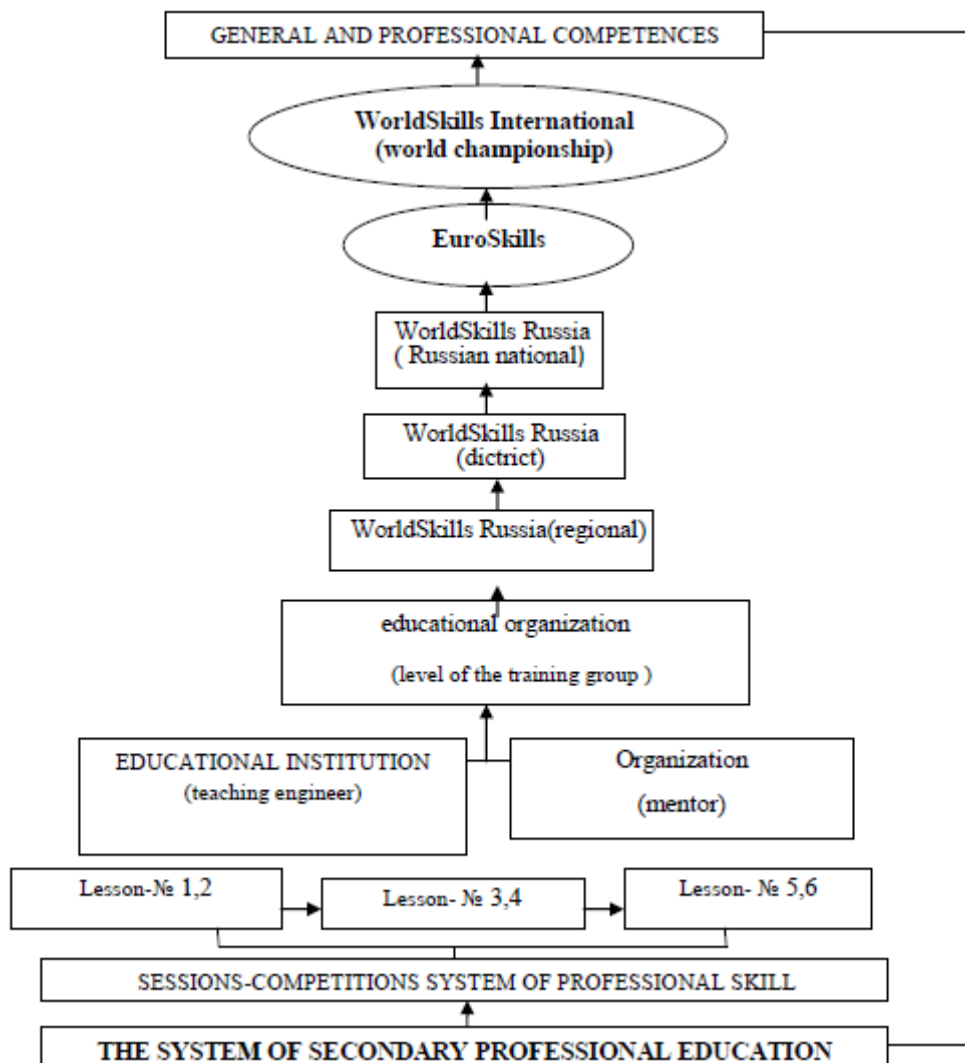 GENERAL AND PROFESSIONAL COMPETENCES
WorldSkills International
(world championship)
EuroSkills
WorldSkills Russia
( Russian national)
WorldSkills Russia
(dictrict)
WorldSkills Russia(regional)
educational organization
(level of the training group )
EDUCATIONAL INSTITUTION
(teaching engineer)
Organization
(mentor)
Lesson-№ 1,2
Lesson- № 3,4
Lesson- № 5,6
SESSIONS-COMPETITIONS SYSTEM OF PROFESSIONAL SKILL
THE SYSTEM OF SECONDARY PROFESSIONAL EDUCATION